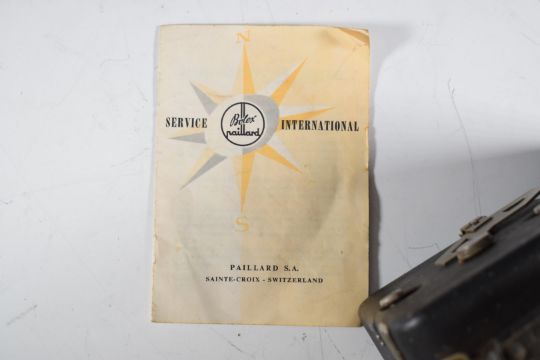 N
SERVICE Bolex paillard INTERNATIONAL
S
PAILLARD S.A.
SAINTE-CROIX - SWITZERLAND